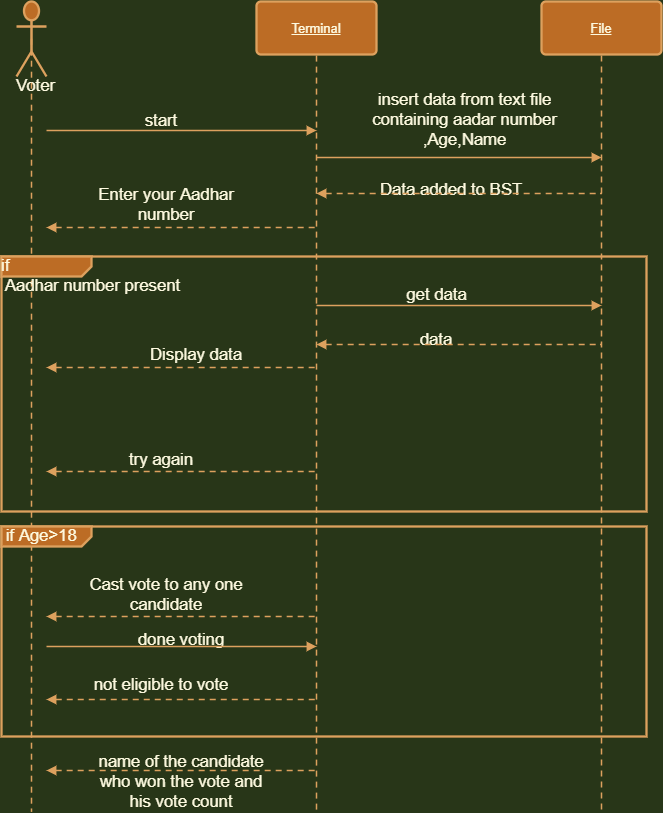 Terminal
File
Voter
start
insert data from text file
containing aadar number
,Age,Name
Data added to BST
Enter your Aadhar
number
if
Aadhar number present
get data
data
Display data
try again
if Age>18
Cast vote to any one
candidate
done voting
not eligible to vote
name of the candidate
who won the vote and
his vote count